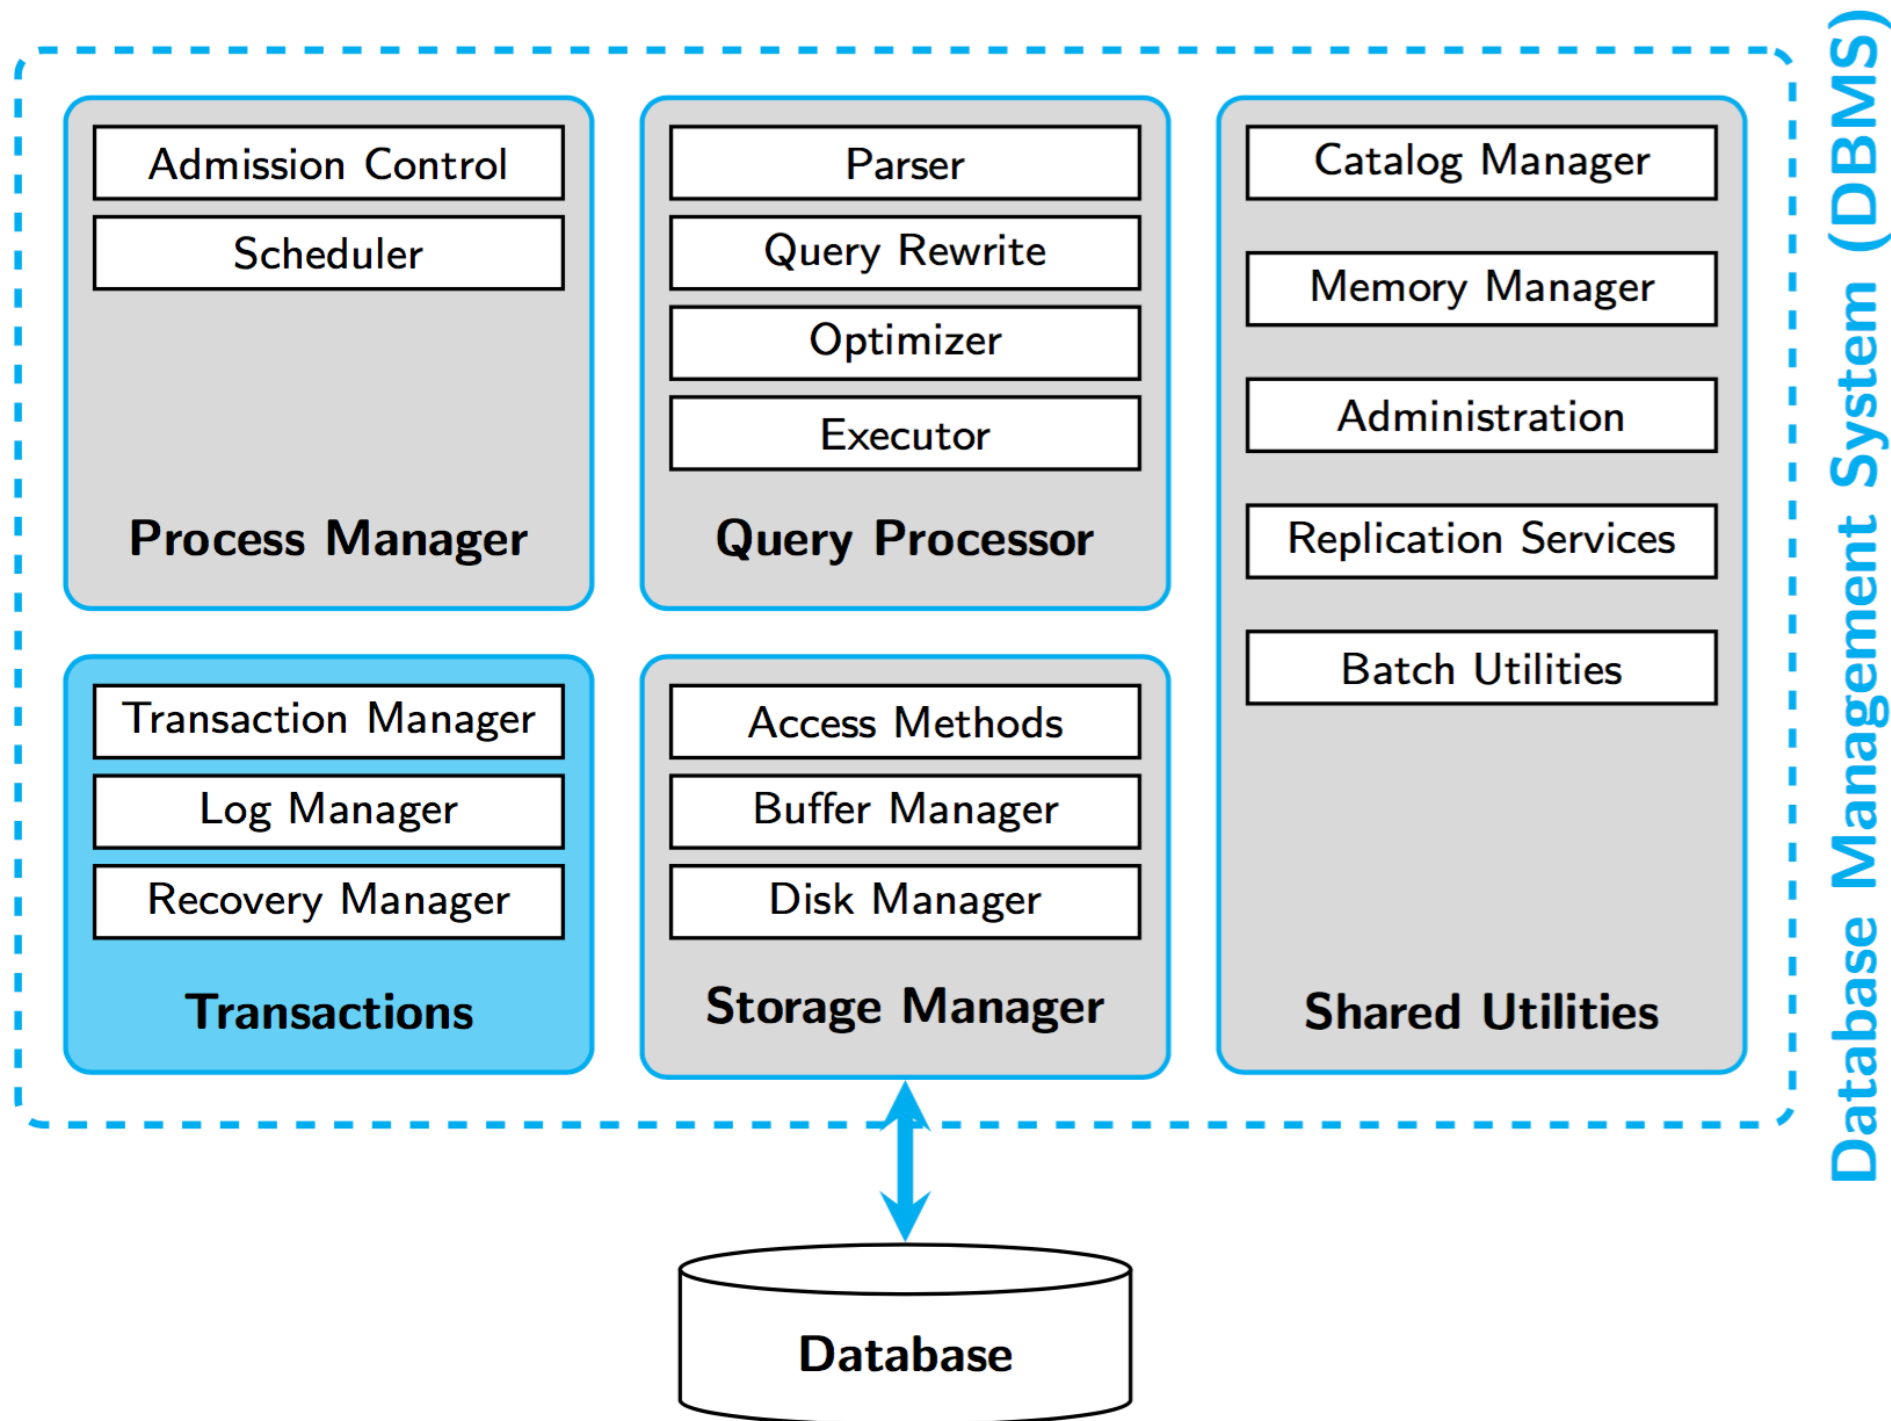 Admission Control
Scheduler
Process Manager
Parser
Query Rewrite
Optimizer
Executor
Query Processor
Catalog Manager
Memory Manager
Administration
Replication Services
Batch Utilities
Shared Utilities
Transaction Manager
Log Manager
Recovery Manager
Transactions
Access Methods
Buffer Manager
Disk Manager
Storage Manager
Database Management System (DBMS)
Database